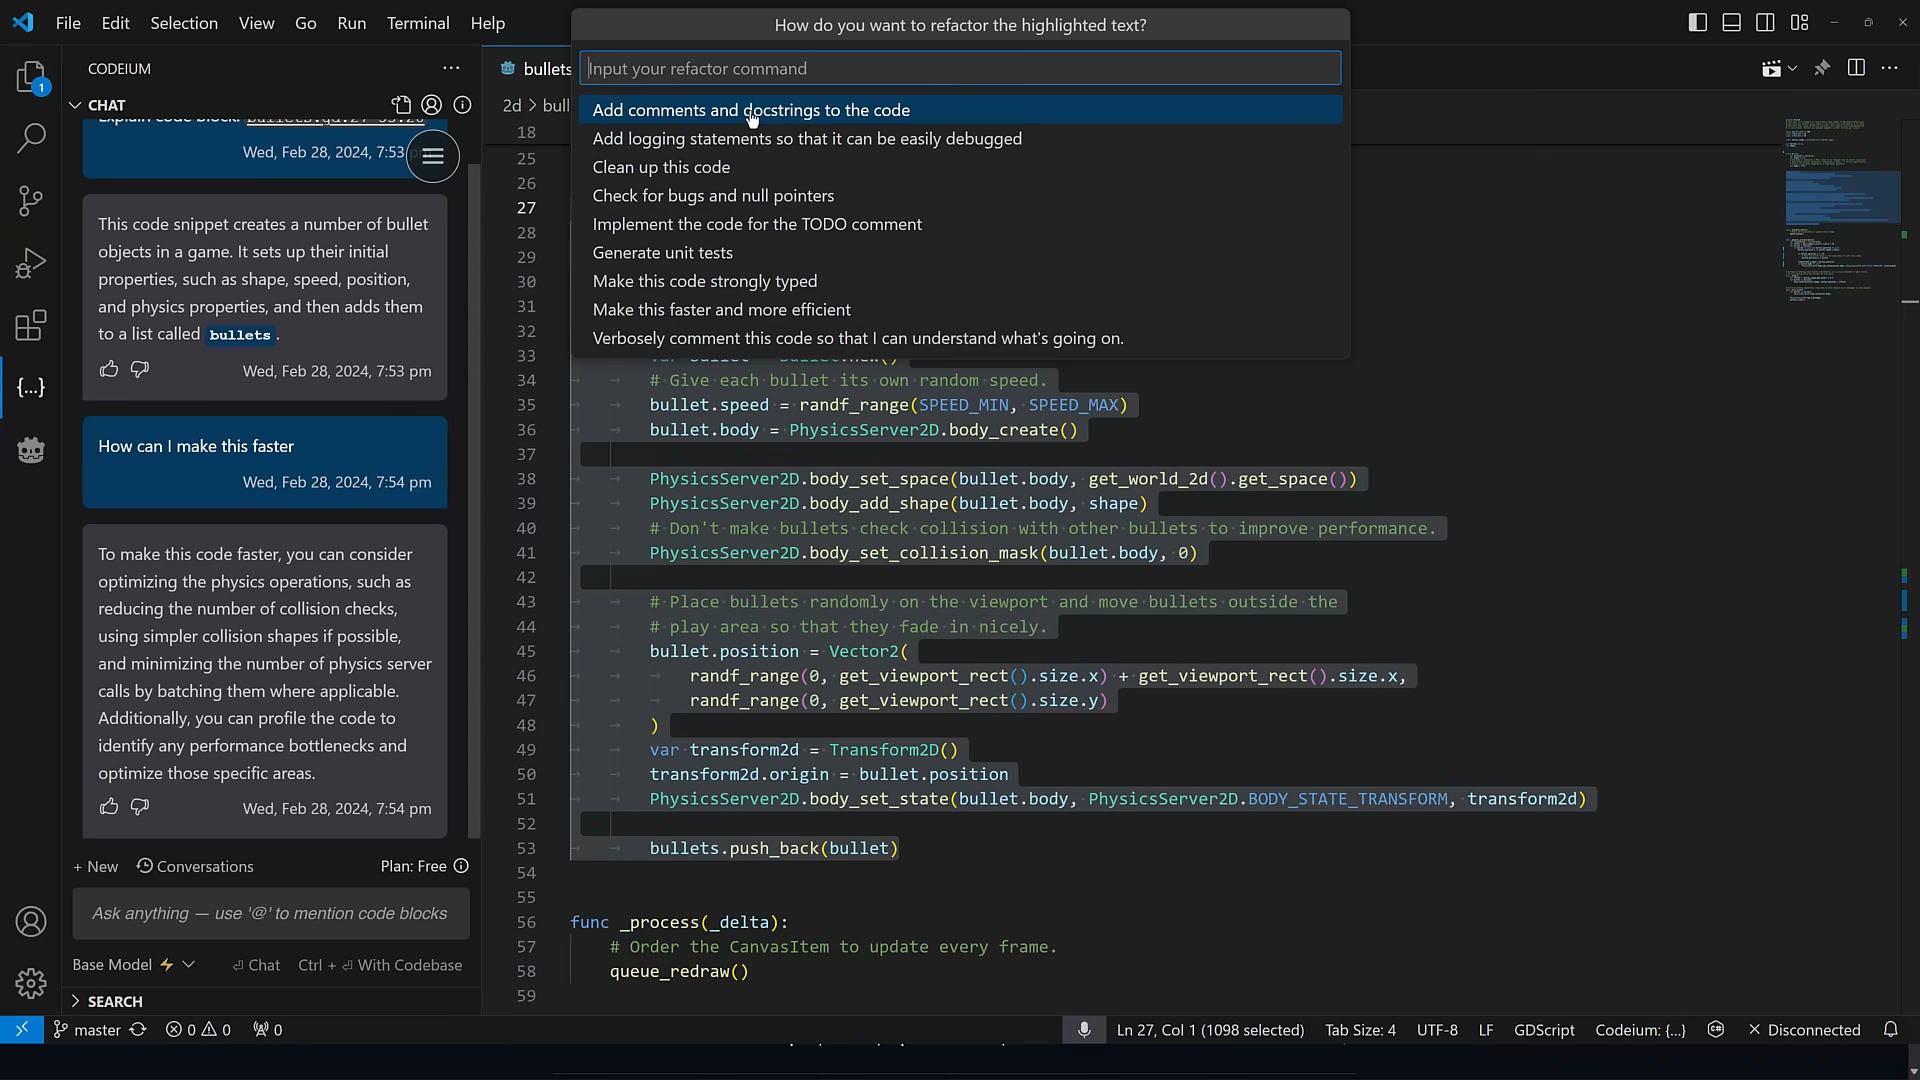 File Edit Selection View Go Run Terminal Help
How do you want to refactor the highlighted text?
Input your refactor command
Add comments and docstrings to the code
Add logging statements so that it can be easily debugged
Clean up this code
Check for bugs and null pointers
Implement the code for the TODO comment
Generate unit tests
Make this code strongly typed
Make this faster and more efficient
Verbosely comment this code so that I can understand what's going on.
CODEIUM
1
CHAT
Wed, Feb 28, 2024, 7:53
This code snippet creates a number of bullet
objects in a game. It sets up their initial
properties, such as shape, speed, position,
and physics properties, and then adds them
to a list called bullets.
Wed, Feb 28, 2024, 7:53 pm
How can I make this faster
Wed, Feb 28, 2024, 7:54 pm
To make this code faster, you can consider
optimizing the physics operations, such as
reducing the number of collision checks,
using simpler collision shapes if possible,
and minimizing the number of physics server
calls by batching them where applicable.
Additionally, you can profile the code to
identify any performance bottlenecks and
optimize those specific areas.
Wed, Feb 28, 2024, 7:54 pm
+ New Conversations Plan: Free
Ask anything — use '@' to mention code blocks
Base Model Chat Ctrl + With Codebase
SEARCH
bullets
2d > bull
18
25
26
27
28
29
30
31
32
33
34 # Give each bullet its own random speed.
35 bullet.speed = randf_range(SPEED_MIN, SPEED_MAX)
36 bullet.body = PhysicsServer2D.body_create()
37
38 PhysicsServer2D.body_set_space(bullet.body, get_world_2d().get_space())
39 PhysicsServer2D.body_add_shape(bullet.body, shape)
40 # Don't make bullets check collision with other bullets to improve performance.
41 PhysicsServer2D.body_set_collision_mask(bullet.body, 0)
42
43 # Place bullets randomly on the viewport and move bullets outside the
44 # play area so that they fade in nicely.
45 bullet.position = Vector2(
46 randf_range(0, get_viewport_rect().size.x) + get_viewport_rect().size.x,
47 randf_range(0, get_viewport_rect().size.y)
48 )
49 var transform2d = Transform2D()
50 transform2d.origin = bullet.position
51 PhysicsServer2D.body_set_state(bullet.body, PhysicsServer2D.BODY_STATE_TRANSFORM, transform2d)
52
53 bullets.push_back(bullet)
54
55
56 func _process(_delta):
57 # Order the CanvasItem to update every frame.
58 queue_redraw()
59
master 0 0 0 Ln 27, Col 1 (1098 selected) Tab Size: 4 UTF-8 LF GDScript Codeium: {...} Disconnected